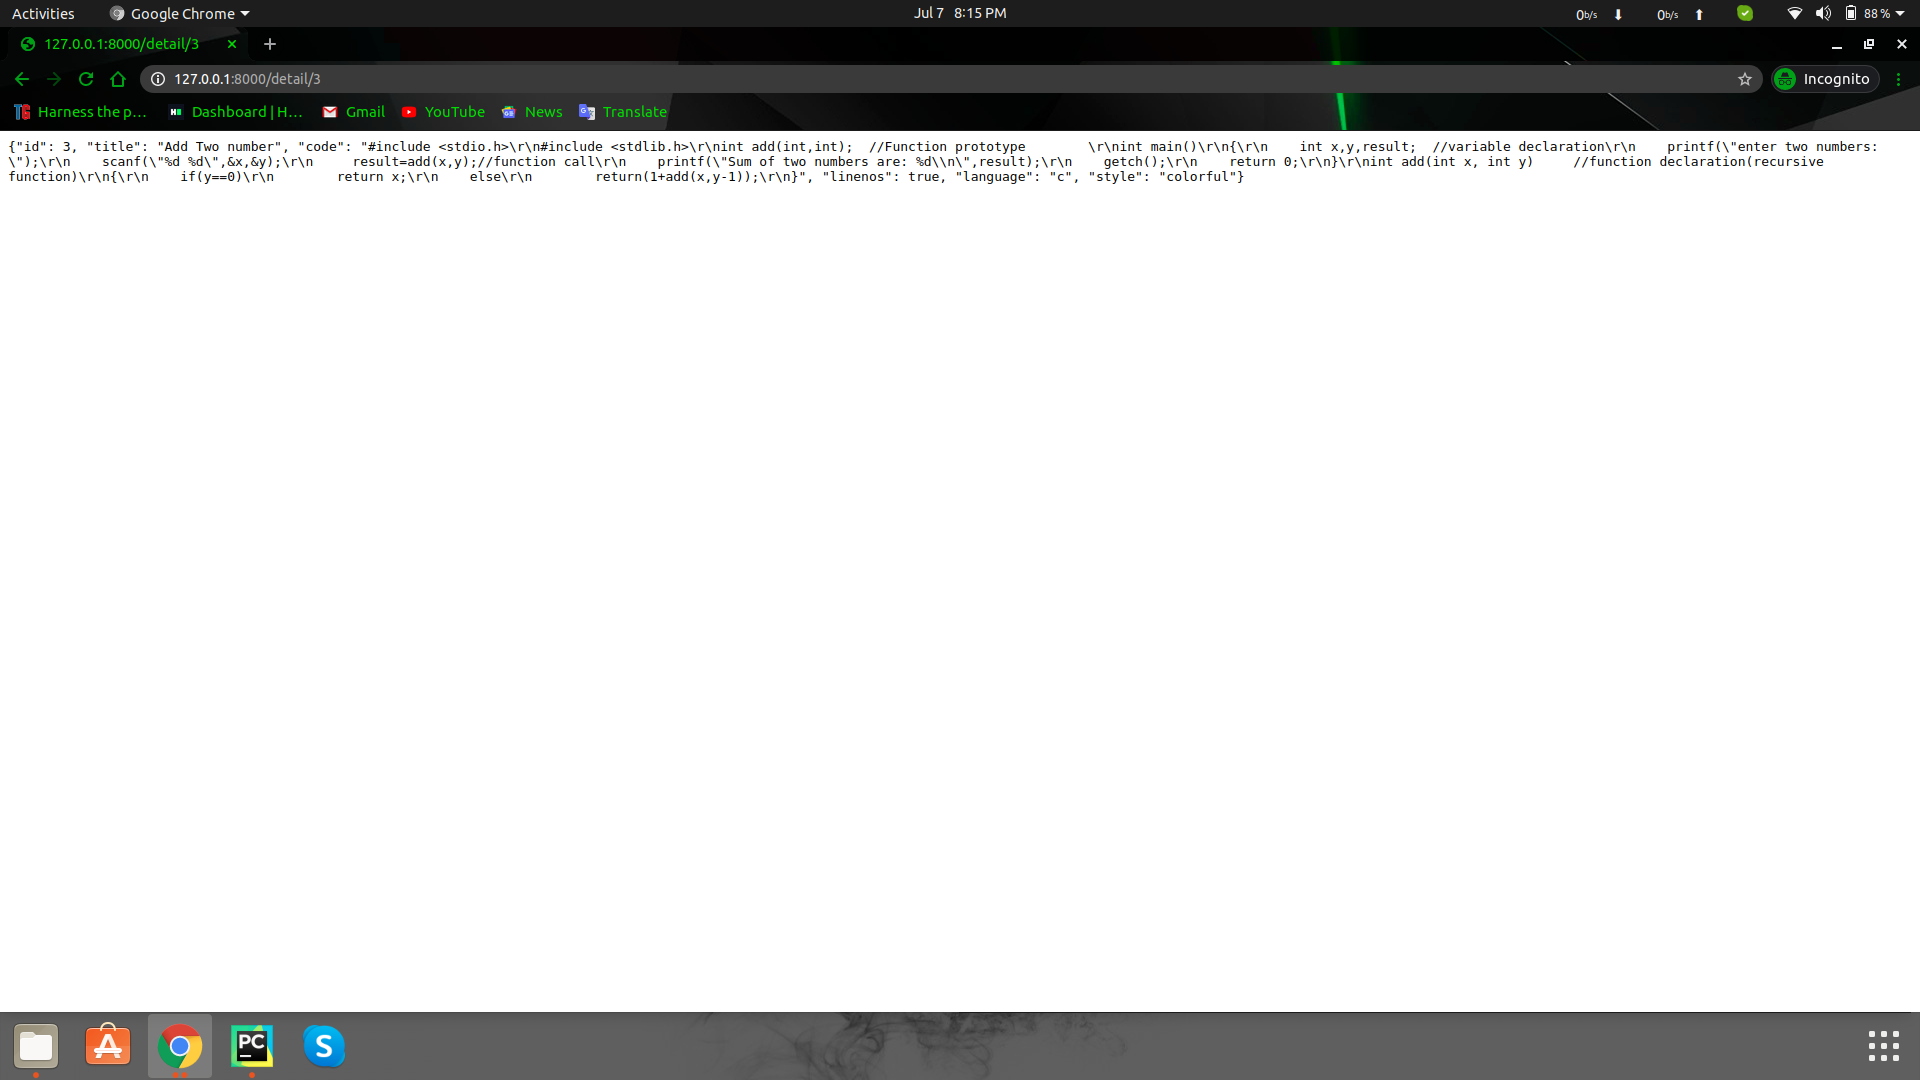 Activities Google Chrome Jul 7 8:15 PM 0b/s 0b/s 88 %
127.0.0.1:8000/detail/3
127.0.0.1:8000/detail/3 Incognito
Harness the p... Dashboard | H... Gmail YouTube News Translate
{"id": 3, "title": "Add Two number", "code": "#include <stdio.h>\r\n#include <stdlib.h>\r\nint add(int,int);  //Function prototype        \r\nint main()\r\n{\r\n    int x,y,result;  //variable declaration\r\n    printf(\"enter two numbers:
\");\r\n    scanf(\"%d %d\",&x,&y);\r\n     result=add(x,y);//function call\r\n    printf(\"Sum of two numbers are: %d\\n\",result);\r\n    getch();\r\n    return 0;\r\n}\r\nint add(int x, int y)     //function declaration(recursive
function)\r\n{\r\n    if(y==0)\r\n        return x;\r\n    else\r\n        return(1+add(x,y-1));\r\n}", "linenos": true, "language": "c", "style": "colorful"}
PC
S